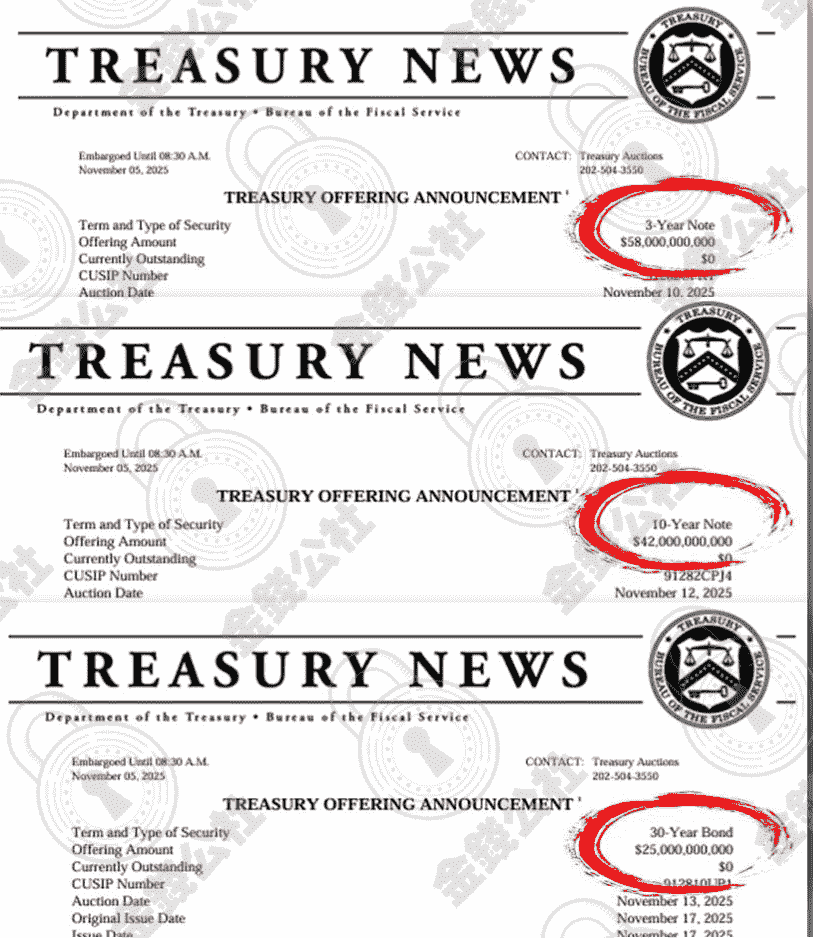 TREASURY NEWS
TREASURY
BUREAU OF THE FISCAL SERVICE
Department of the Treasury • Bureau of the Fiscal Service
Embargoed Until 08:30 A.M.
CONTACT: Treasury Auctions
November 05, 2025
202-504-3550
TREASURY OFFERING ANNOUNCEMENT 1
Term and Type of Security 3-Year Note
Offering Amount $58,000,000,000
Currently Outstanding $0
CUSIP Number
Auction Date November 10, 2025
TREASURY NEWS
TREASURY
BUREAU OF THE FISCAL SERVICE
Department of the Treasury • Bureau of the Fiscal Service
Embargoed Until 08:30 A.M.
CONTACT: Treasury Auctions
November 05, 2025
202-504-3550
TREASURY OFFERING ANNOUNCEMENT 1
Term and Type of Security 10-Year Note
Offering Amount $42,000,000,000
Currently Outstanding $0
CUSIP Number 91282CPJ4
Auction Date November 12, 2025
TREASURY NEWS
TREASURY
BUREAU OF THE FISCAL SERVICE
Department of the Treasury • Bureau of the Fiscal Service
Embargoed Until 08:30 A.M.
CONTACT: Treasury Auctions
November 05, 2025
202-504-3550
TREASURY OFFERING ANNOUNCEMENT 1
Term and Type of Security 30-Year Bond
Offering Amount $25,000,000,000
Currently Outstanding $0
CUSIP Number
Auction Date November 13, 2025
Original Issue Date November 17, 2025
Issue Date November 17, 2025
金錢公社